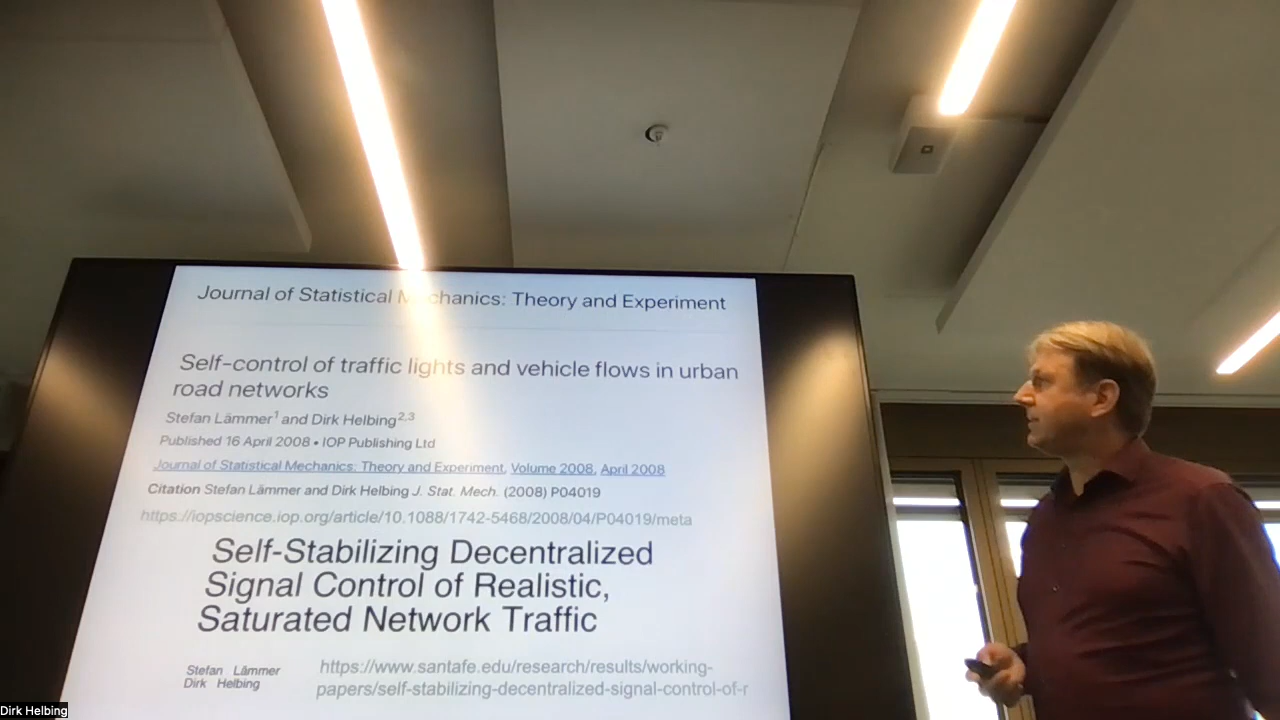 Journal of Statistical Mechanics: Theory and Experiment
Self-control of traffic lights and vehicle flows in urban
road networks
Stefan Lämmer1 and Dirk Helbing2,3
Published 16 April 2008 • IOP Publishing Ltd
Journal of Statistical Mechanics: Theory and Experiment, Volume 2008, April 2008
Citation Stefan Lämmer and Dirk Helbing J. Stat. Mech. (2008) P04019
https://iopscience.iop.org/article/10.1088/1742-5468/2008/04/P04019/meta
Self-Stabilizing Decentralized
Signal Control of Realistic,
Saturated Network Traffic
Stefan Lämmer
Dirk Helbing
https://www.santafe.edu/research/results/working-
papers/self-stabilizing-decentralized-signal-control-of-r
Dirk Helbing